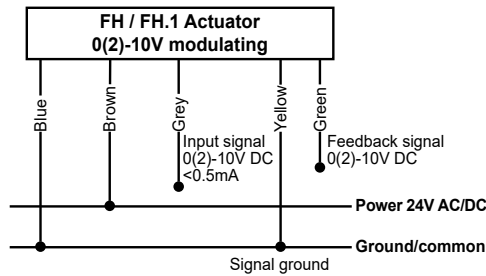 FH / FH.1 Actuator
0(2)-10V modulating
Blue
Brown
Grey
Yellow
Green
Input signal
0(2)-10V DC
<0.5mA
Feedback signal
0(2)-10V DC
Power 24V AC/DC
Ground/common
Signal ground